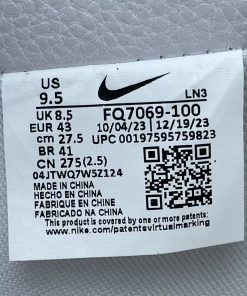 US LN3
9.5
UK 8.5 FQ7069-100
EUR 43 10/04/23 12/19/23
cm 27.5 UPC 00197595759823
BR 41
CN 275 (2.5)
04JTWQ7W5Z124
MADE IN CHINA
HECHO EN CHINA
FABRIQUÉ EN CHINE
FABRICADO NA CHINA
This product is covered by one or more patents
www.nike.com/patentsvirtualmarking